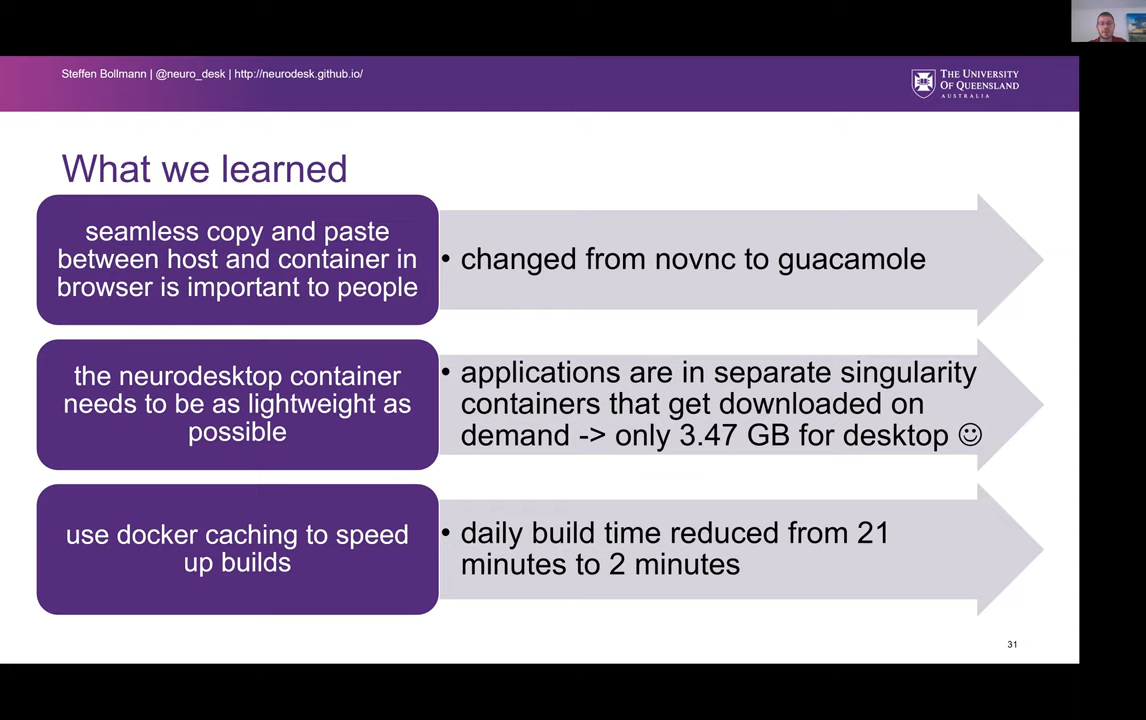 Steffen Bollmann | @neuro_desk | http://neurodesk.github.io/
THE UNIVERSITY
OF QUEENSLAND
AUSTRALIA
What we learned
seamless copy and paste
between host and container in
browser is important to people
• changed from novnc to guacamole
the neurodesktop container
needs to be as lightweight as
possible
• applications are in separate singularity
containers that get downloaded on
demand -> only 3.47 GB for desktop ☺
use docker caching to speed
up builds
• daily build time reduced from 21
minutes to 2 minutes
31